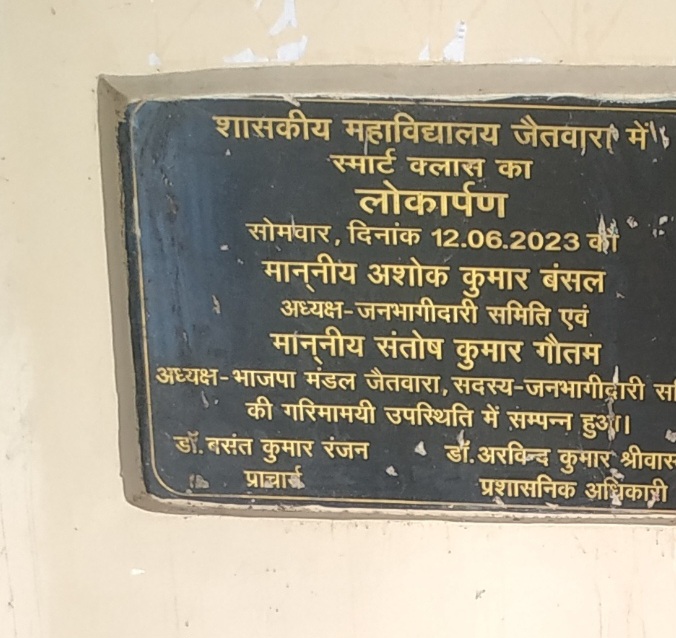 शासकीय महाविद्यालय जैतवारा में
स्मार्ट क्लास का
लोकार्पण
सोमवार, दिनांक 12.06.2023 को
माननीय अशोक कुमार बंसल
अध्यक्ष-जनभागीदारी समिति एवं
माननीय संतोष कुमार गौतम
अध्यक्ष-भाजपा मंडल जैतवारा, सदस्य-जनभागीदारी
की गरिमामयी उपस्थिति में सम्पन्न हुआ।
डॉ. बसंत कुमार रंजन डॉ. अरविन्द कुमार
प्राचार्य प्रशासनिक अधिकारी